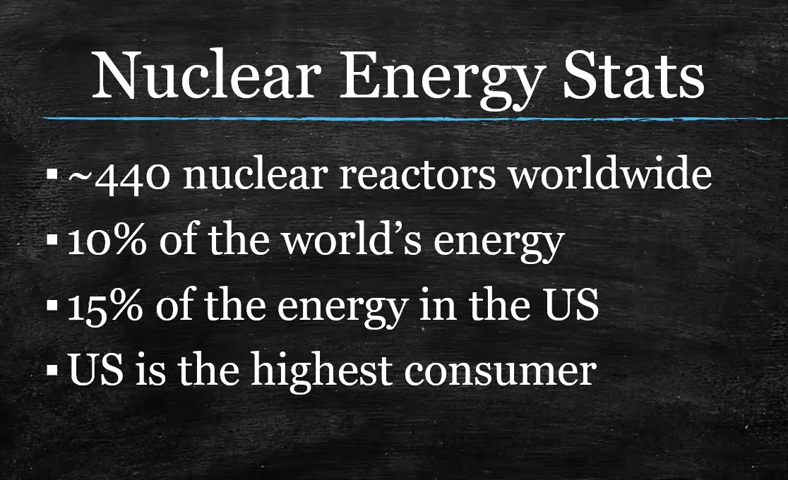 Nuclear Energy Stats
▪ ~440 nuclear reactors worldwide
▪ 10% of the world’s energy
▪ 15% of the energy in the US
▪ US is the highest consumer